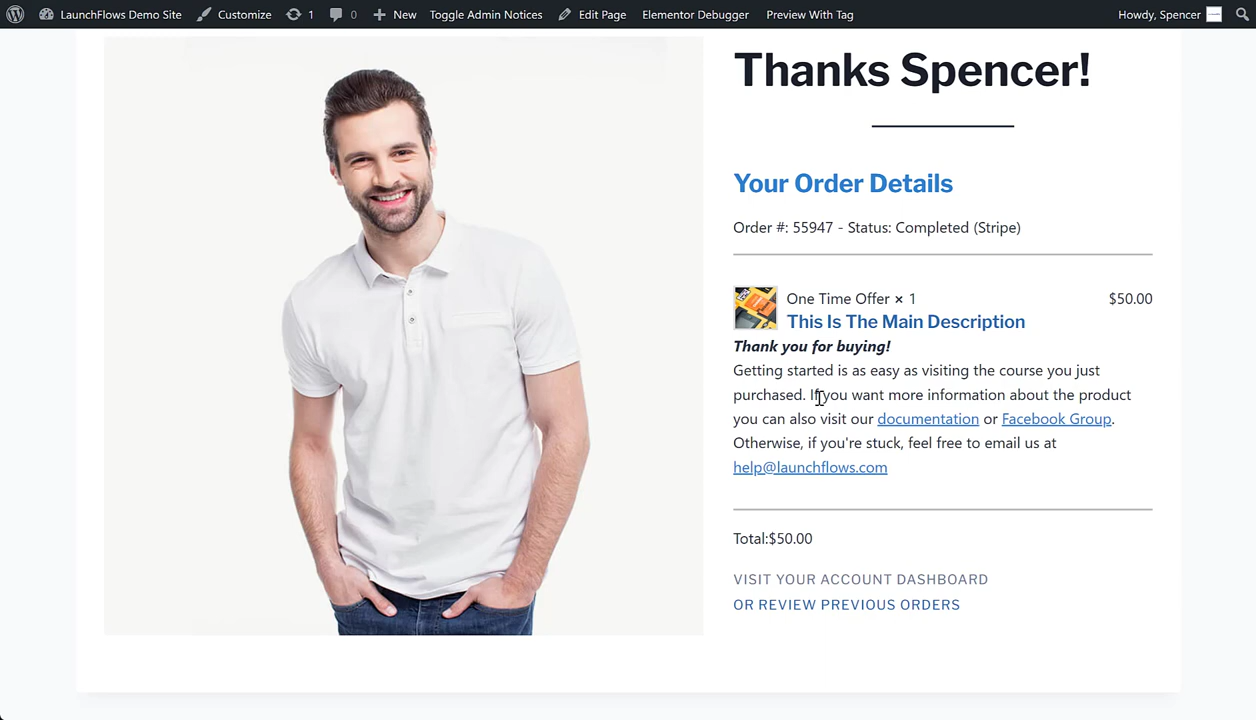 LaunchFlows Demo Site Customize 1 0 New Toggle Admin Notices Edit Page Elementor Debugger Preview With Tag Howdy, Spencer
Thanks Spencer!
Your Order Details
Order #: 55947 - Status: Completed (Stripe)
One Time Offer × 1 $50.00
This Is The Main Description
Thank you for buying!
Getting started is as easy as visiting the course you just
purchased. If you want more information about the product
you can also visit our documentation or Facebook Group.
Otherwise, if you're stuck, feel free to email us at
help@launchflows.com
Total:$50.00
VISIT YOUR ACCOUNT DASHBOARD
OR REVIEW PREVIOUS ORDERS